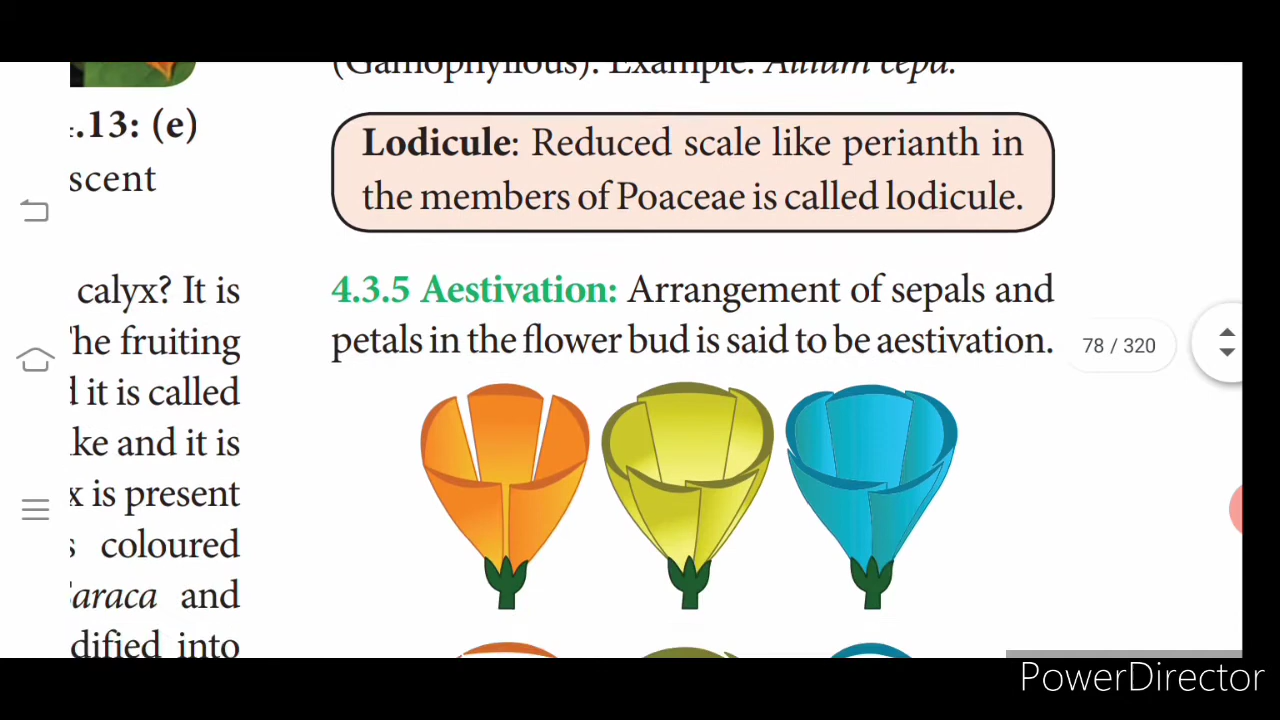 (Gamophyllous). Example: Allium cepa.
.13: (e)
scent
Lodicule: Reduced scale like perianth in
the members of Poaceae is called lodicule.
calyx? It is
The fruiting
d it is called
ke and it is
x is present
s coloured
Saraca and
dified into
4.3.5 Aestivation: Arrangement of sepals and
petals in the flower bud is said to be aestivation.
78 / 320
PowerDirector